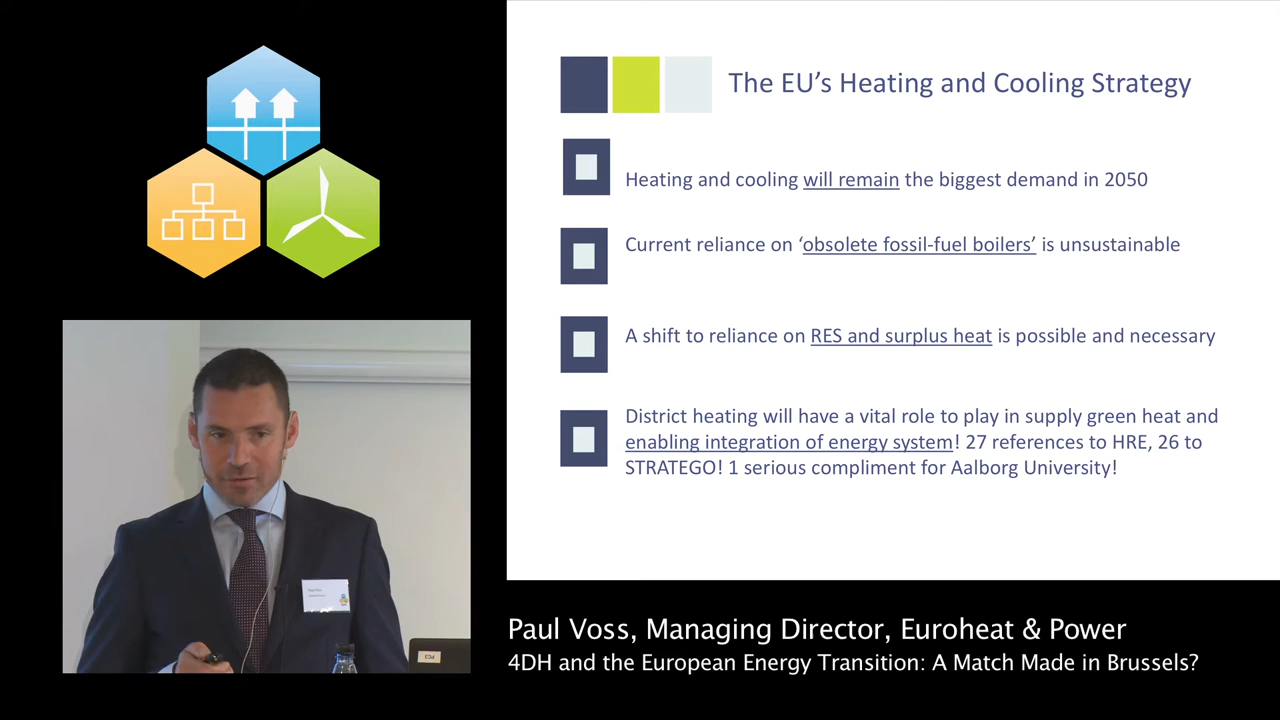 The EU's Heating and Cooling Strategy
Heating and cooling will remain the biggest demand in 2050
Current reliance on ‘obsolete fossil-fuel boilers’ is unsustainable
A shift to reliance on RES and surplus heat is possible and necessary
District heating will have a vital role to play in supply green heat and
enabling integration of energy system! 27 references to HRE, 26 to
STRATEGO! 1 serious compliment for Aalborg University!
Paul Voss, Managing Director, Euroheat & Power
4DH and the European Energy Transition: A Match Made in Brussels?